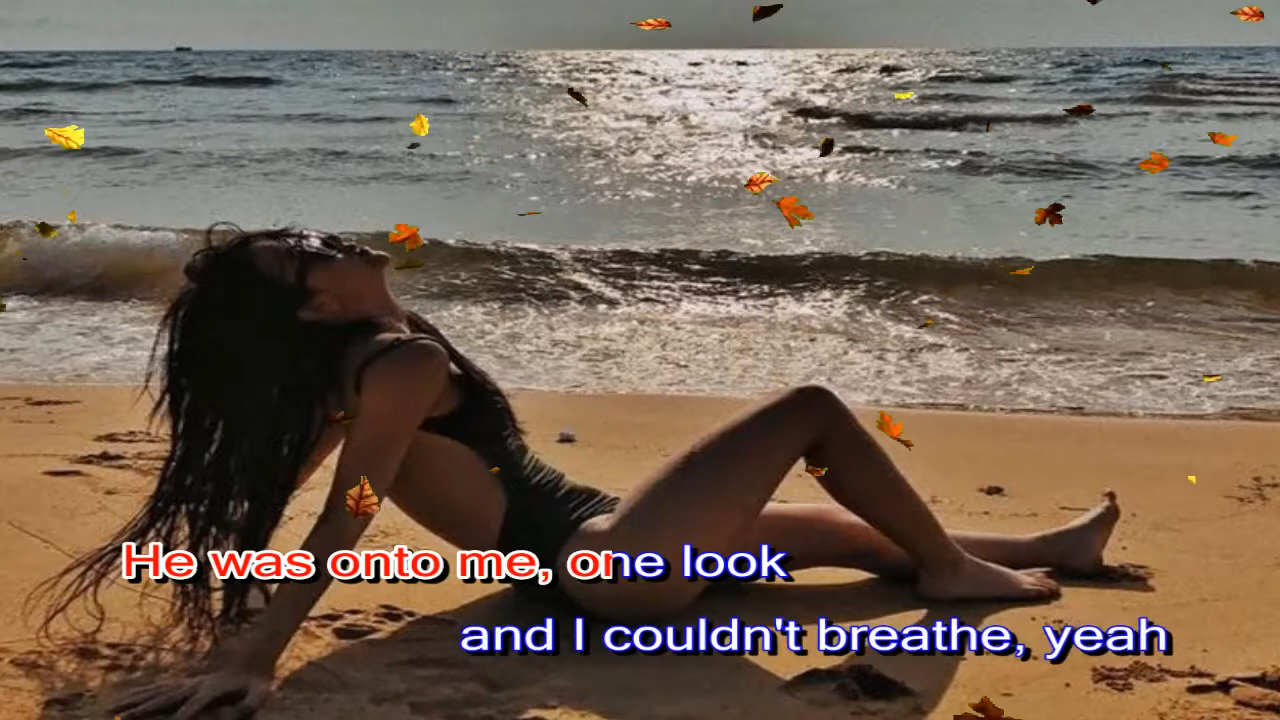 He was onto me, one look
and I couldn't breathe, yeah